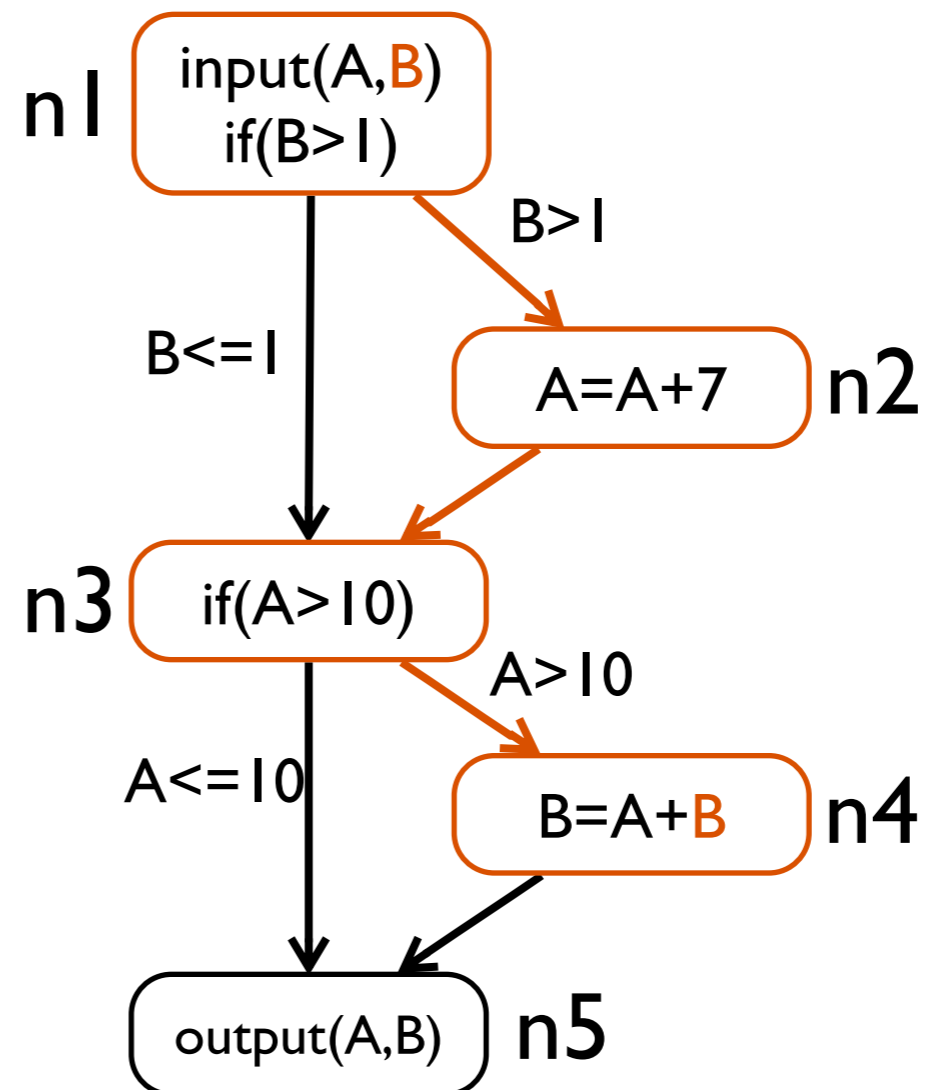 input(A,B)
n1
if(B>1)
B>1
B<=1
A=A+7
n2
n3
if(A>10)
A>10
A<=10
B=A+B
n4
output(A,B)
n5